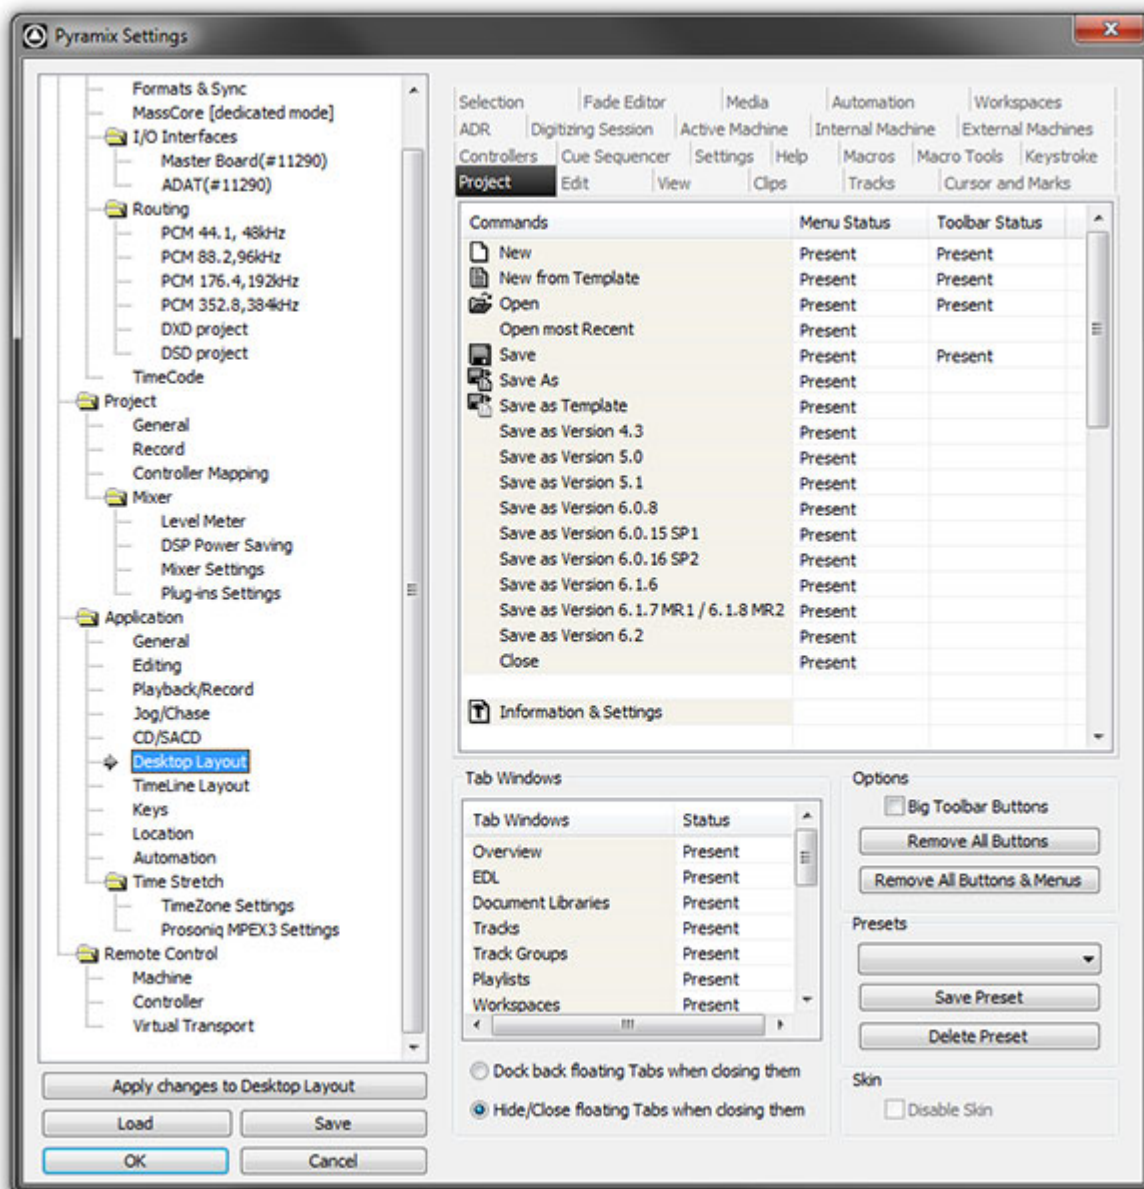 Pyramix Settings
Formats & Sync
MassCore [dedicated mode]
I/O Interfaces
Master Board(#11290)
ADAT(#11290)
Routing
PCM 44.1, 48kHz
PCM 88.2,96kHz
PCM 176.4,192kHz
PCM 352.8,384kHz
DXD project
DSD project
TimeCode
Project
General
Record
Controller Mapping
Mixer
Level Meter
DSP Power Saving
Mixer Settings
Plug-ins Settings
Application
General
Editing
Playback/Record
Jog/Chase
CD/SACD
Desktop Layout
TimeLine Layout
Keys
Location
Automation
Time Stretch
TimeZone Settings
Prosoniq MPEX3 Settings
Remote Control
Machine
Controller
Virtual Transport
Apply changes to Desktop Layout
Load Save
OK Cancel
Selection Fade Editor Media Automation Workspaces
ADR Digitizing Session Active Machine Internal Machine External Machines
Controllers Cue Sequencer Settings Help Macros Macro Tools Keystroke
Project Edit View Clips Tracks Cursor and Marks
Commands Menu Status Toolbar Status
New Present Present
New from Template Present Present
Open Present Present
Open most Recent Present
Save Present Present
Save As Present
Save as Template Present
Save as Version 4.3 Present
Save as Version 5.0 Present
Save as Version 5.1 Present
Save as Version 6.0.8 Present
Save as Version 6.0.15 SP1 Present
Save as Version 6.0.16 SP2 Present
Save as Version 6.1.6 Present
Save as Version 6.1.7 MR1 / 6.1.8 MR2 Present
Save as Version 6.2 Present
Close Present
Information & Settings
Tab Windows
Tab Windows Status
Overview Present
EDL Present
Document Libraries Present
Tracks Present
Track Groups Present
Playlists Present
Workspaces Present
Dock back floating Tabs when closing them
Hide/Close floating Tabs when closing them
Options
Big Toolbar Buttons
Remove All Buttons
Remove All Buttons & Menus
Presets
Save Preset
Delete Preset
Skin
Disable Skin